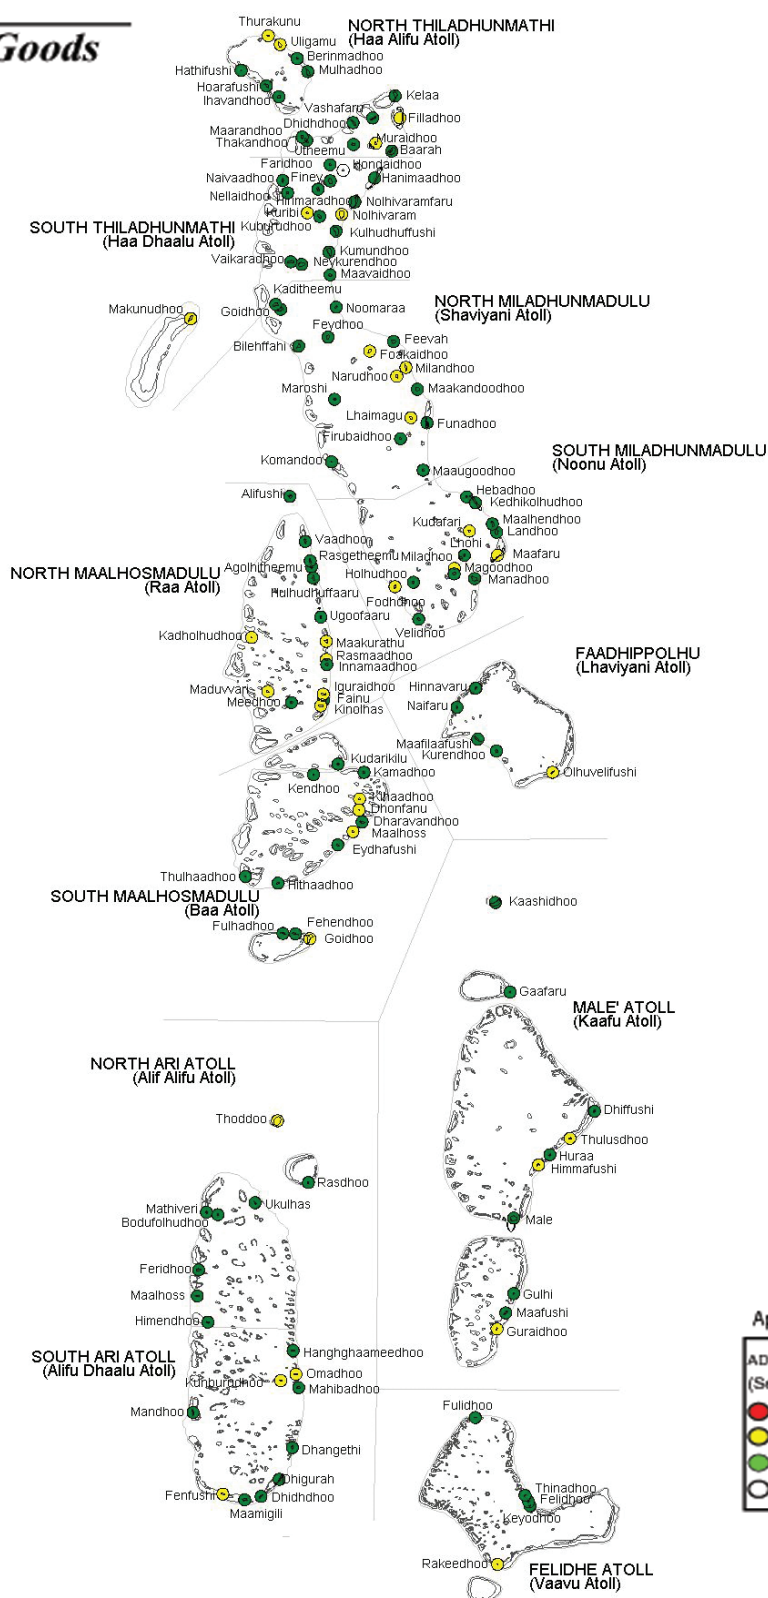 Goods
Thurakunu
NORTH THILADHUNMATHI
(Haa Alifu Atoll)
Uligamu
Berinmadhoo
Hathifushi
Mulhadhoo
Hoarafushi
Ihavandhoo
Kelaa
Vashafaru
Filladhoo
Dhidhdhoo
Maarandhoo
Thakandhoo
Muraidhoo
Utheemu
Baarah
Faridhoo
Hondaidhoo
Naivaadhoo
Finey
Hanimaadhoo
Nellaidhoo
Hirimaradhoo
Nolhivaramfaru
Kuribi
Nolhivaram
SOUTH THILADHUNMATHI
(Haa Dhaalu Atoll)
Kuburudhoo
Kulhudhuffushi
Kumundhoo
Vaikaradhoo
Neykurendhoo
Maavaidhoo
Kaditheemu
NORTH MILADHUNMADULU
(Shaviyani Atoll)
Makunudhoo
Goidhoo
Noomaraa
Feydhoo
Bilehffahi
Feevah
Foakaidhoo
Milandhoo
Narudhoo
Maroshi
Maakandoodhoo
Lhaimagu
Funadhoo
Firubaidhoo
SOUTH MILADHUNMADULU
(Noonu Atoll)
Komandoo
Maaugoodhoo
Alifushi
Hebadhoo
Kedhikolhudhoo
Kudafari
Maalhendhoo
Landhoo
Vaadhoo
Lhohi
Rasgetheemu
Miladhoo
Maafaru
NORTH MAALHOSMADULU
(Raa Atoll)
Agolhitheemu
Holhudhoo
Magoodhoo
Manadhoo
Hulhudhuffaaru
Fodhdhoo
Ugoofaaru
Velidhoo
Kadholhudhoo
Maakurathu
Rasmaadhoo
Innamaadhoo
FAADHIPPOLHU
(Lhaviyani Atoll)
Maduvvari
Iguraidhoo
Hinnavaru
Meedhoo
Fainu
Kinolhas
Naifaru
Maafilaafushi
Kurendhoo
Kudarikilu
Kamadhoo
Olhuvelifushi
Kendhoo
Kihaadhoo
Dhonfanu
Dharavandhoo
Maalhoss
Eydhafushi
Thulhaadhoo
Hithaadhoo
SOUTH MAALHOSMADULU
(Baa Atoll)
Kaashidhoo
Fulhadhoo
Fehendhoo
Goidhoo
Gaafaru
MALE' ATOLL
(Kaafu Atoll)
NORTH ARI ATOLL
(Alif Alifu Atoll)
Thoddoo
Dhiffushi
Thulusdhoo
Huraa
Himmafushi
Rasdhoo
Ukulhas
Mathiveri
Bodufolhudhoo
Male
Feridhoo
Maalhoss
Gulhi
Maafushi
Himendhoo
Guraidhoo
SOUTH ARI ATOLL
(Alifu Dhaalu Atoll)
Hanghghaameedhoo
Omadhoo
Kunburudhoo
Mahibadhoo
Mandhoo
Fulidhoo
Dhangethi
Dhigurah
Fenfushi
Dhidhdhoo
Maamigili
Thinadhoo
Felidhoo
Keyodhoo
Rakeedhoo
FELIDHE ATOLL
(Vaavu Atoll)